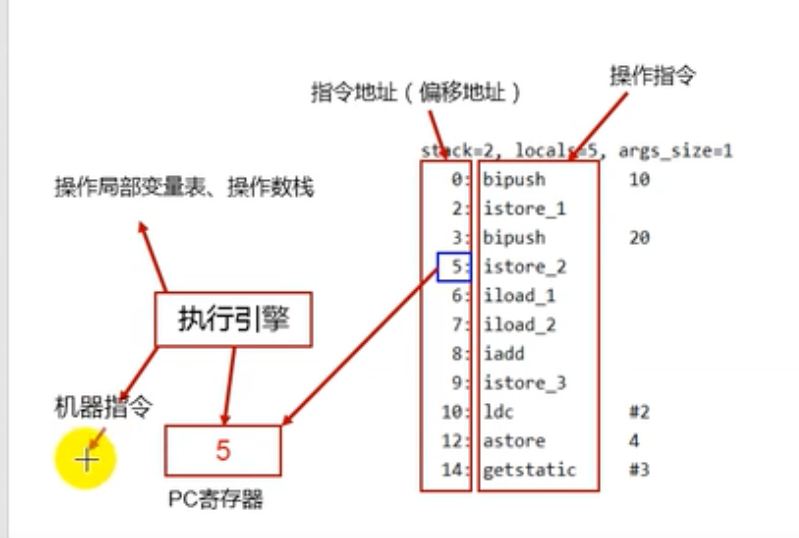 操作指令
指令地址（偏移地址）
stack=2, locals=5, args_size=1
0: bipush 10
2: istore_1
3: bipush 20
5: istore_2
6: iload_1
7: iload_2
8: iadd
9: istore_3
10: ldc #2
12: astore 4
14: getstatic #3
操作局部变量表、操作数栈
执行引擎
机器指令
5
PC寄存器